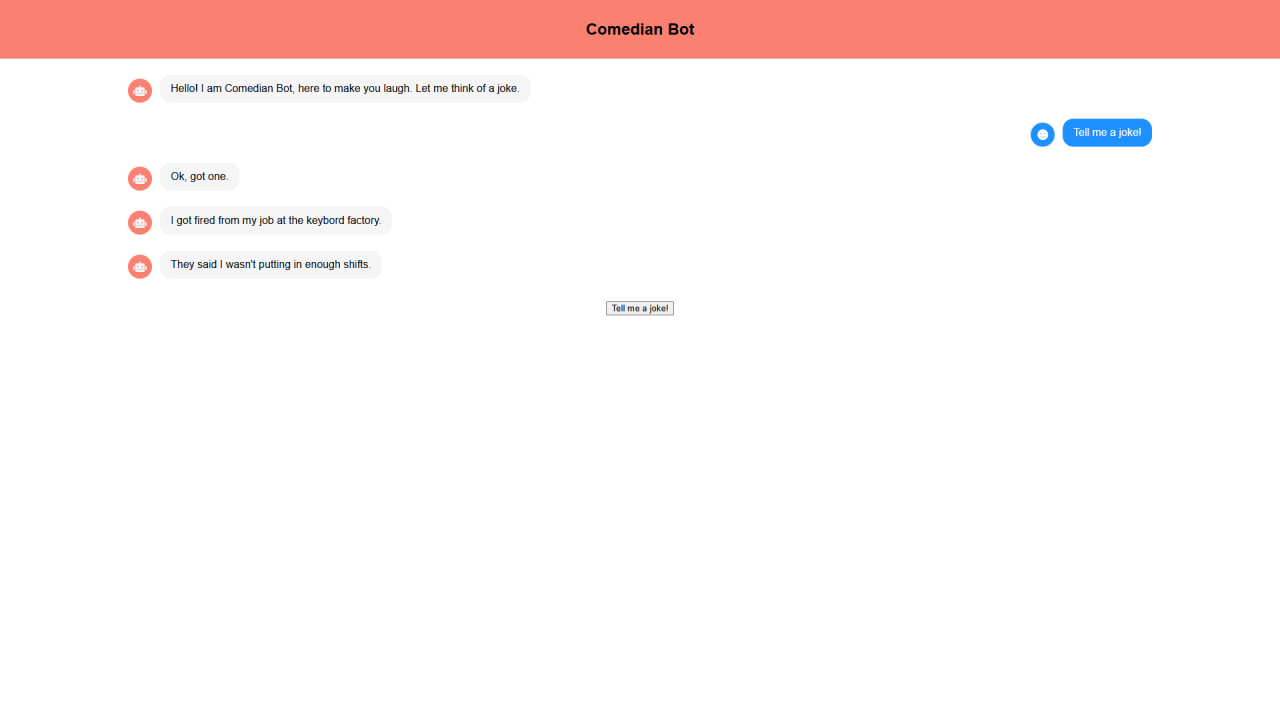 Comedian Bot
Hello! I am Comedian Bot, here to make you laugh. Let me think of a joke.
Tell me a joke!
Ok, got one.
I got fired from my job at the keybord factory.
They said I wasn't putting in enough shifts.
Tell me a joke!